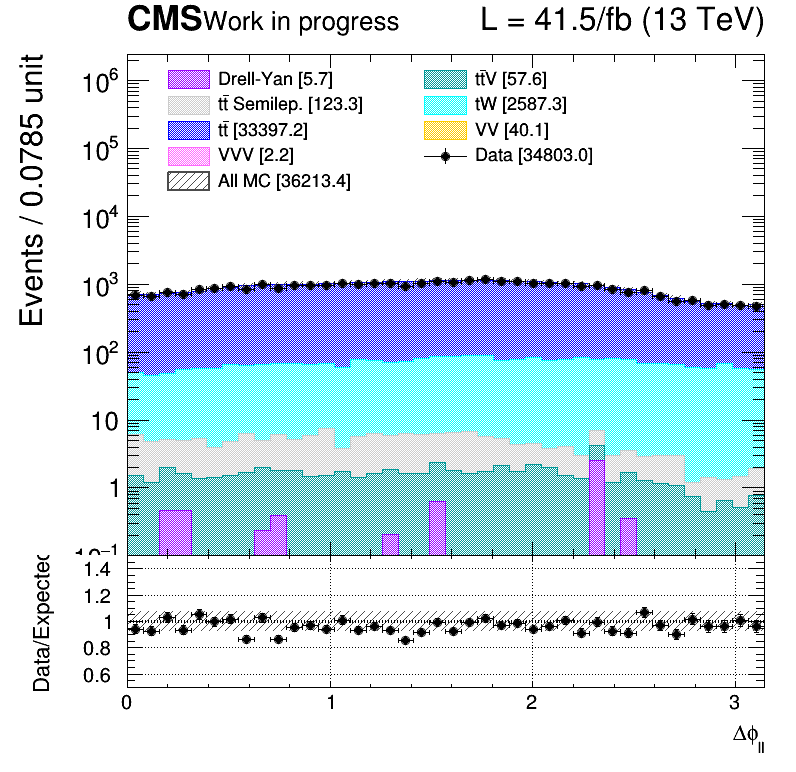 CMS Work in progress L = 41.5/fb (13 TeV)
Events / 0.0785 unit
Drell-Yan [5.7]
tt̄ Semilep. [123.3]
tt̄ [33397.2]
VVV [2.2]
All MC [36213.4]
tt̄V [57.6]
tW [2587.3]
VV [40.1]
Data [34803.0]
10⁶
10⁵
10⁴
10³
10²
10
1
10⁻¹
Data/Expected
1.4
1.2
1
0.8
0.6
0 1 2 3
Δϕ_ll